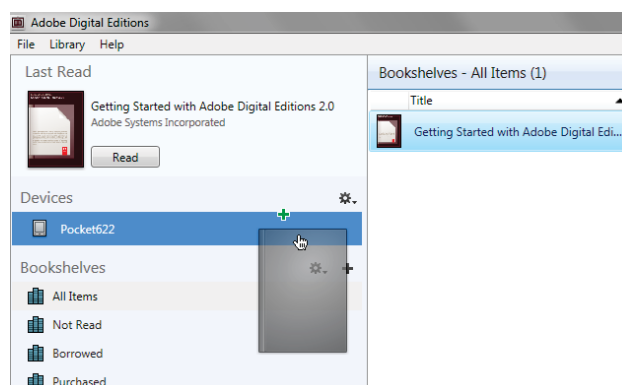 Adobe Digital Editions
File Library Help
Last Read
Getting Started with Adobe Digital Editions 2.0
Adobe Systems Incorporated
Read
Devices
Pocket622
Bookshelves
All Items
Not Read
Borrowed
Purchased
Bookshelves - All Items (1)
Title
Getting Started with Adobe Digital Edi...